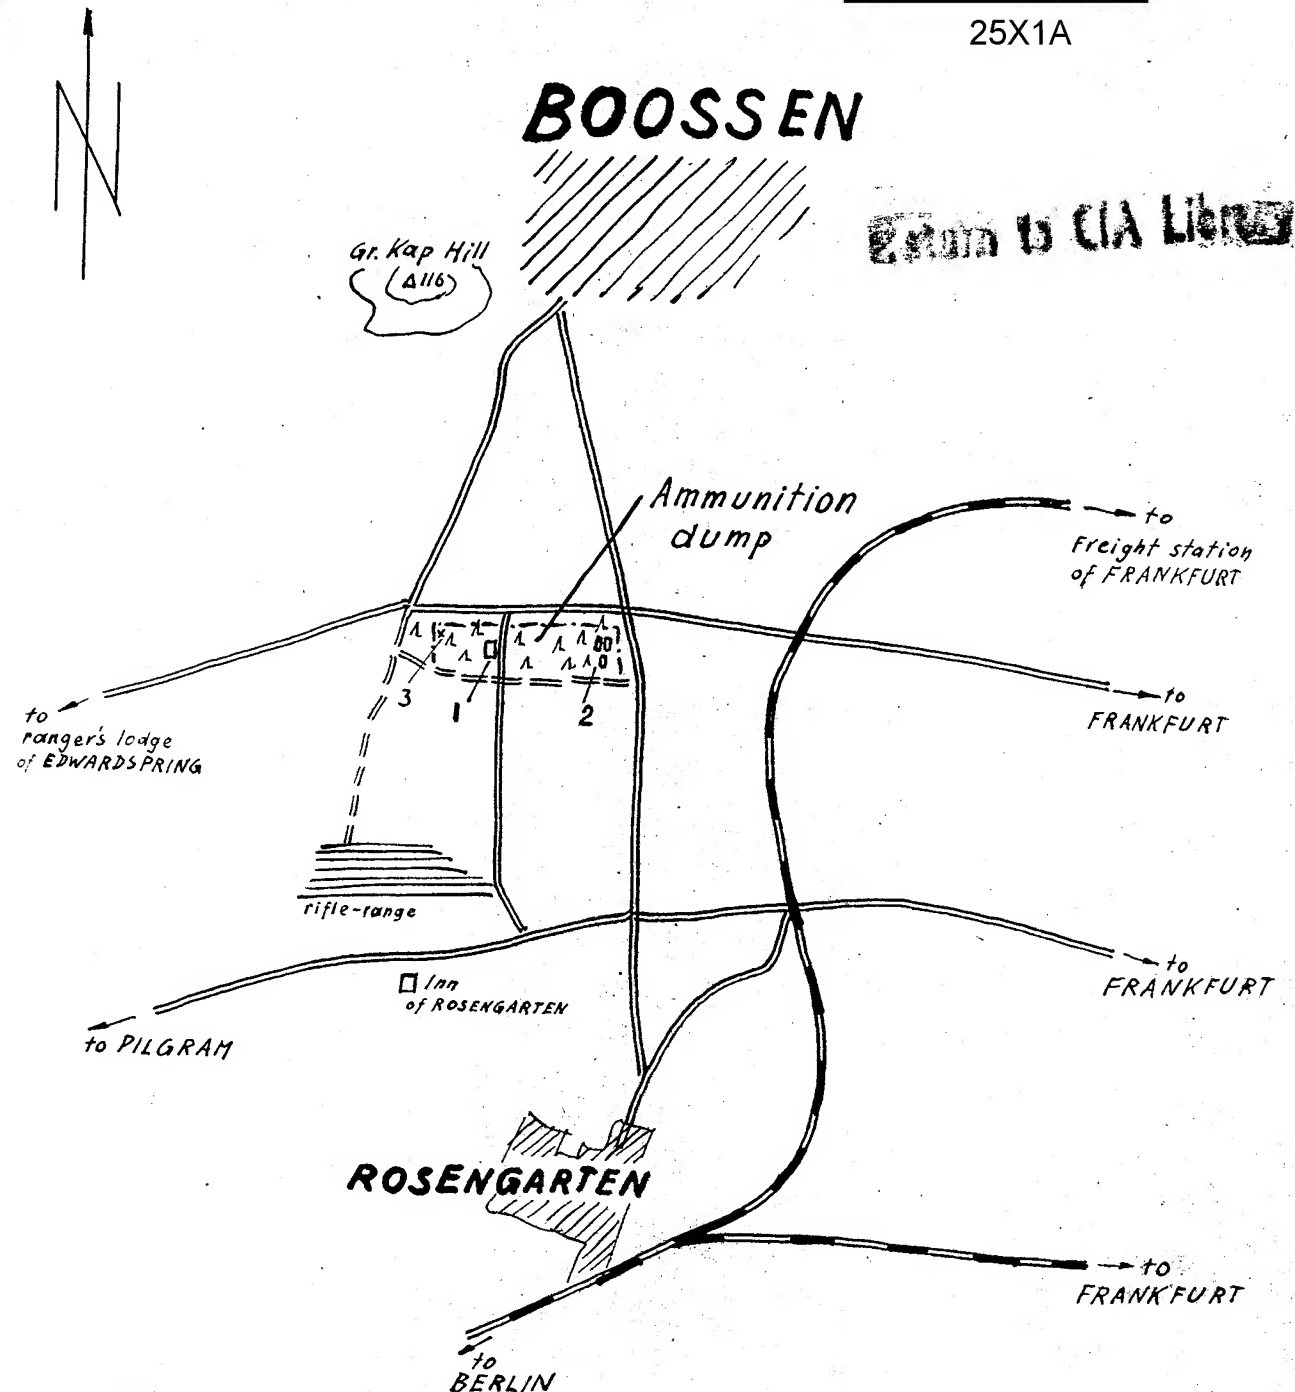 25X1A
N
BOOSSEN
Return to CIA Library
Gr. Kap Hill
△116
Ammunition
dump
to
Freight station
of FRANKFURT
3
1
2
to
FRANKFURT
to
ranger's lodge
of EDWARDSPRING
rifle-range
Inn
of ROSENGARTEN
to
FRANKFURT
to PILGRAM
ROSENGARTEN
to
FRANKFURT
to
BERLIN